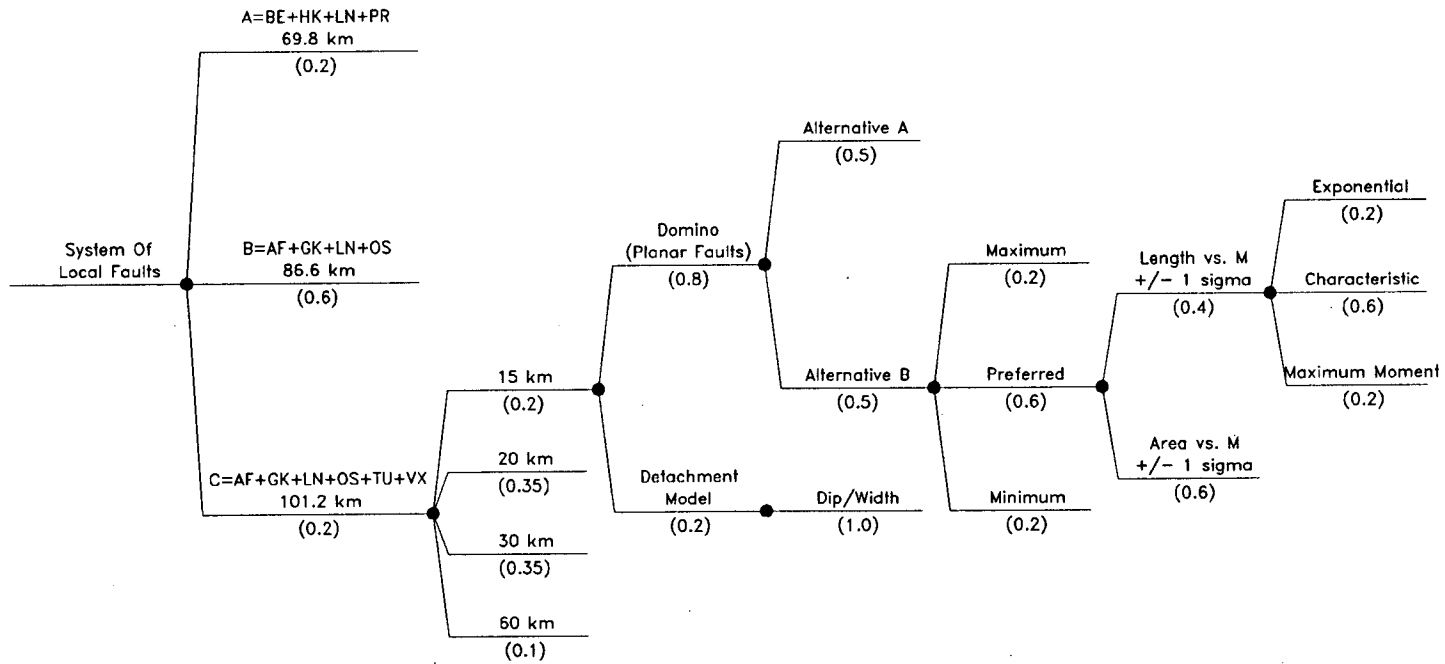 A=BE+HK+LN+PR
69.8 km
(0.2)
System Of
Local Faults
B=AF+GK+LN+OS
86.6 km
(0.6)
C=AF+GK+LN+OS+TU+VX
101.2 km
(0.2)
15 km
(0.2)
20 km
(0.35)
30 km
(0.35)
60 km
(0.1)
Domino
(Planar Faults)
(0.8)
Detachment
Model
(0.2)
Alternative A
(0.5)
Alternative B
(0.5)
Dip/Width
(1.0)
Maximum
(0.2)
Preferred
(0.6)
Minimum
(0.2)
Length vs. M
+/- 1 sigma
(0.4)
Area vs. M
+/- 1 sigma
(0.6)
Exponential
(0.2)
Characteristic
(0.6)
Maximum Moment
(0.2)